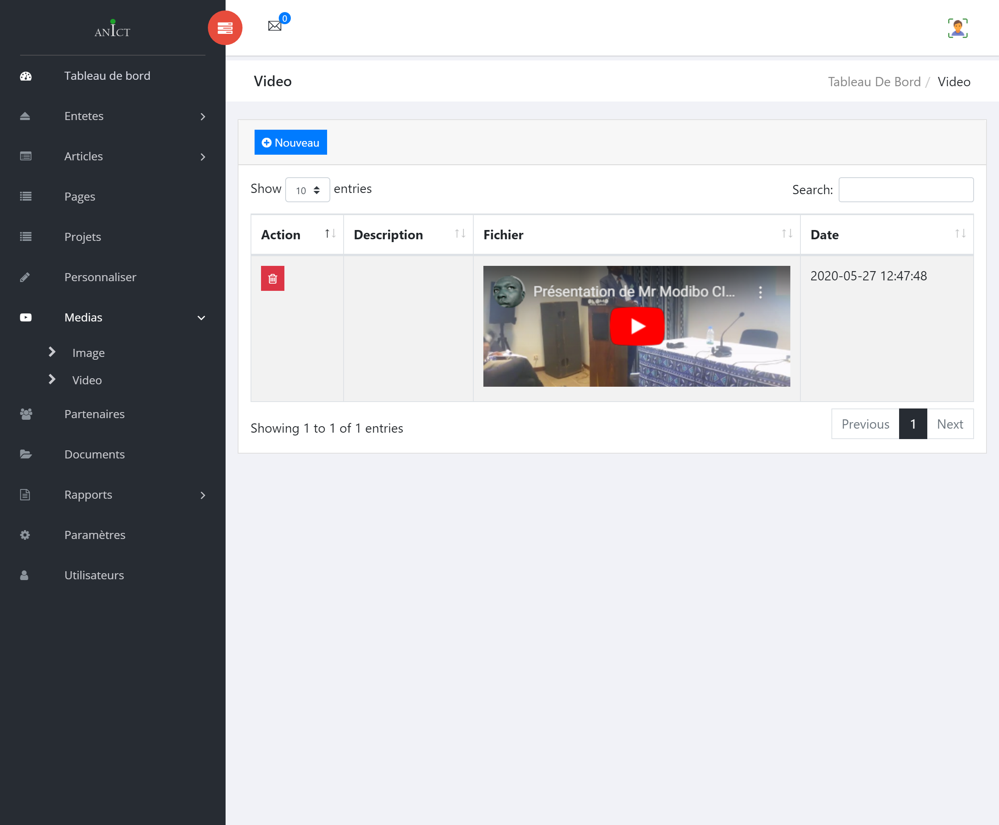 ANICT
0
Tableau de bord
Entetes
Articles
Pages
Projets
Personnaliser
Medias
Image
Video
Partenaires
Documents
Rapports
Paramètres
Utilisateurs
Video
Tableau De Bord / Video
Nouveau
Show 10 entries
Search:
Action Description Fichier Date
Présentation de Mr Modibo CI...
2020-05-27 12:47:48
Showing 1 to 1 of 1 entries
Previous 1 Next